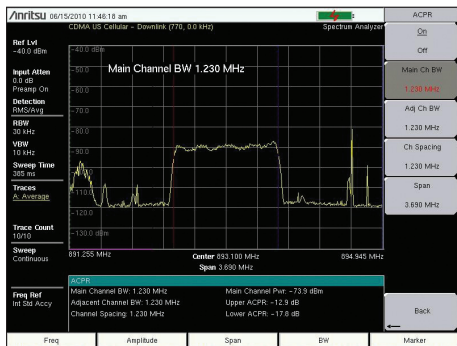 Anritsu 06/15/2010 11:46:16 am
CDMA US Cellular - Downlink (770, 0.0 kHz)
Spectrum Analyzer
Ref Lvl
-40.0 dBm
Input Atten
0.0 dB
Preamp On
Detection
RMS/Avg
RBW
30 kHz
VBW
10 kHz
Sweep Time
385 ms
Traces
A: Average
Trace Count
10/10
Sweep
Continuous
Freq Ref
Int Std Accy
-40.0 dBm
Main Channel BW 1.230 MHz
-50.0
-60.0
-70.0
-80.0
-90.0
-110.0
-120.0
-130.0 dBm
891.255 MHz
Center 893.100 MHz
894.945 MHz
Span 3.690 MHz
ACPR
Main Channel BW: 1.230 MHz
Main Channel Pwr: -73.9 dBm
Adjacent Channel BW: 1.230 MHz
Upper ACPR: -12.9 dB
Channel Spacing: 1.230 MHz
Lower ACPR: -17.8 dB
ACPR
On
Off
Main Ch BW
1.230 MHz
Adj Ch BW
1.230 MHz
Ch Spacing
1.230 MHz
Span
3.690 MHz
Back
Freq
Amplitude
Span
BW
Marker